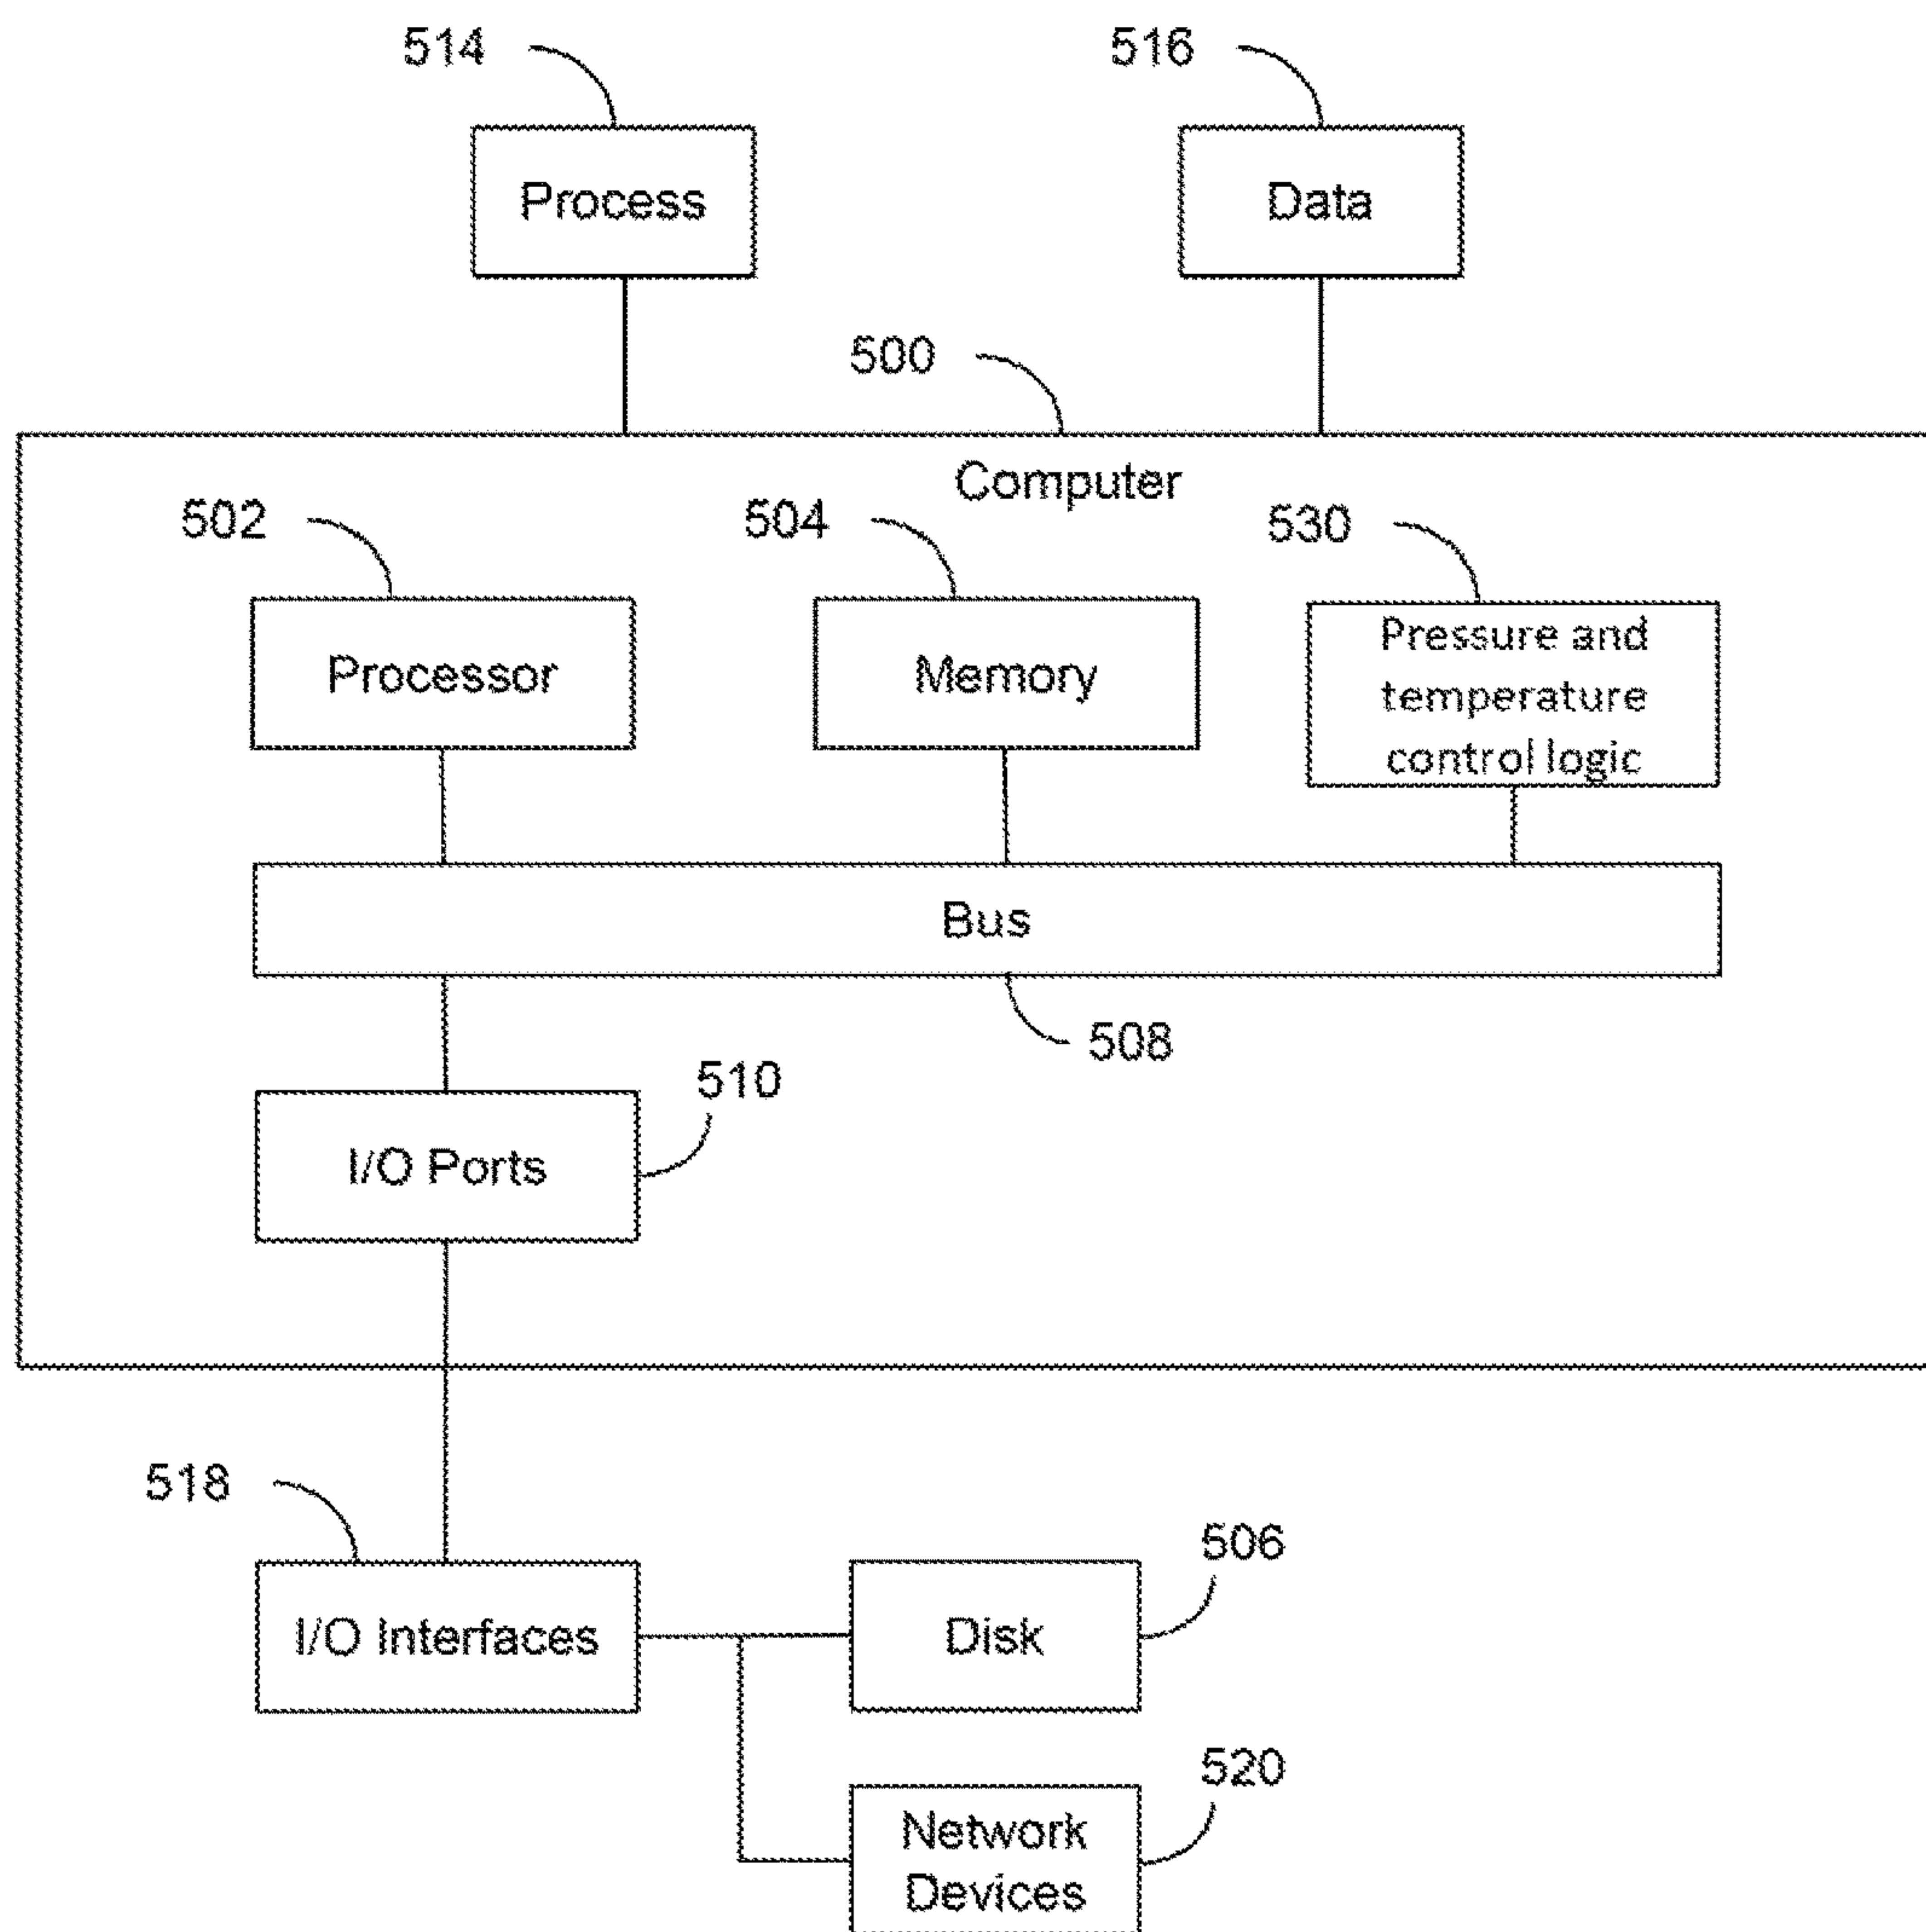 514
516
Process
Data
500
Computer
502
504
530
Processor
Memory
Pressure and
temperature
control logic
Bus
508
510
I/O Ports
518
506
I/O Interfaces
Disk
520
Network
Devices